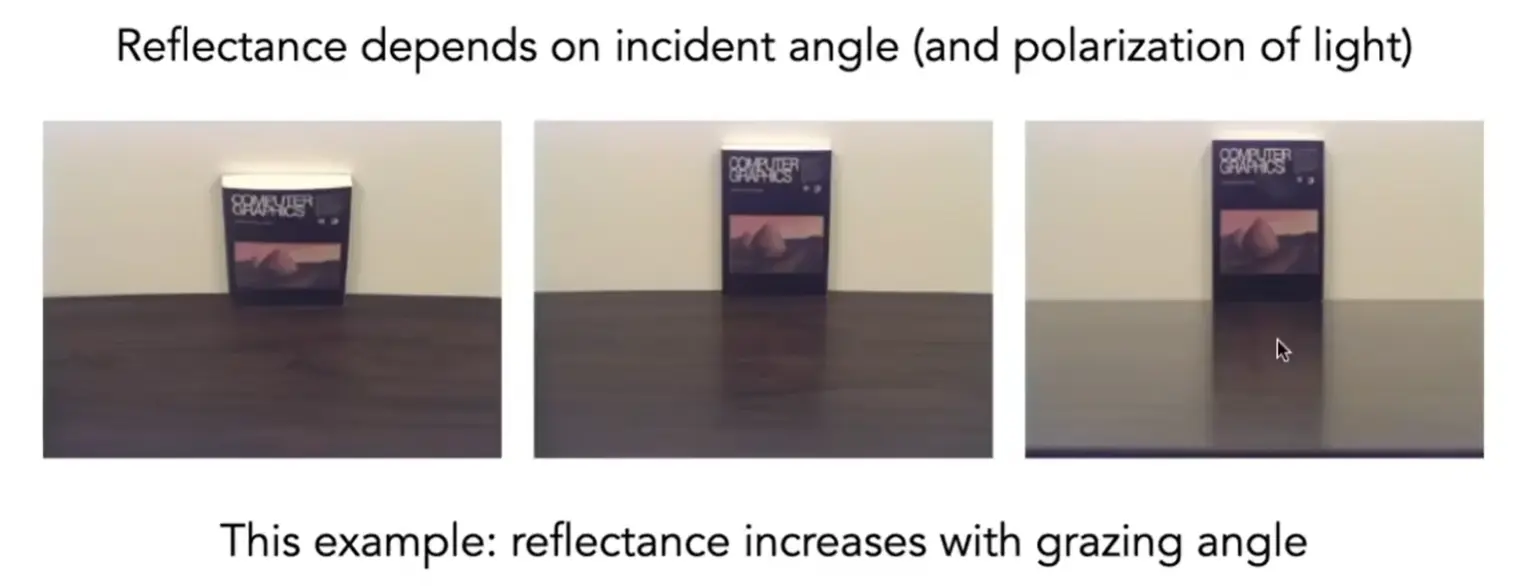 Reflectance depends on incident angle (and polarization of light)
COMPUTER
GRAPHICS
COMPUTER
GRAPHICS
COMPUTER
GRAPHICS
This example: reflectance increases with grazing angle